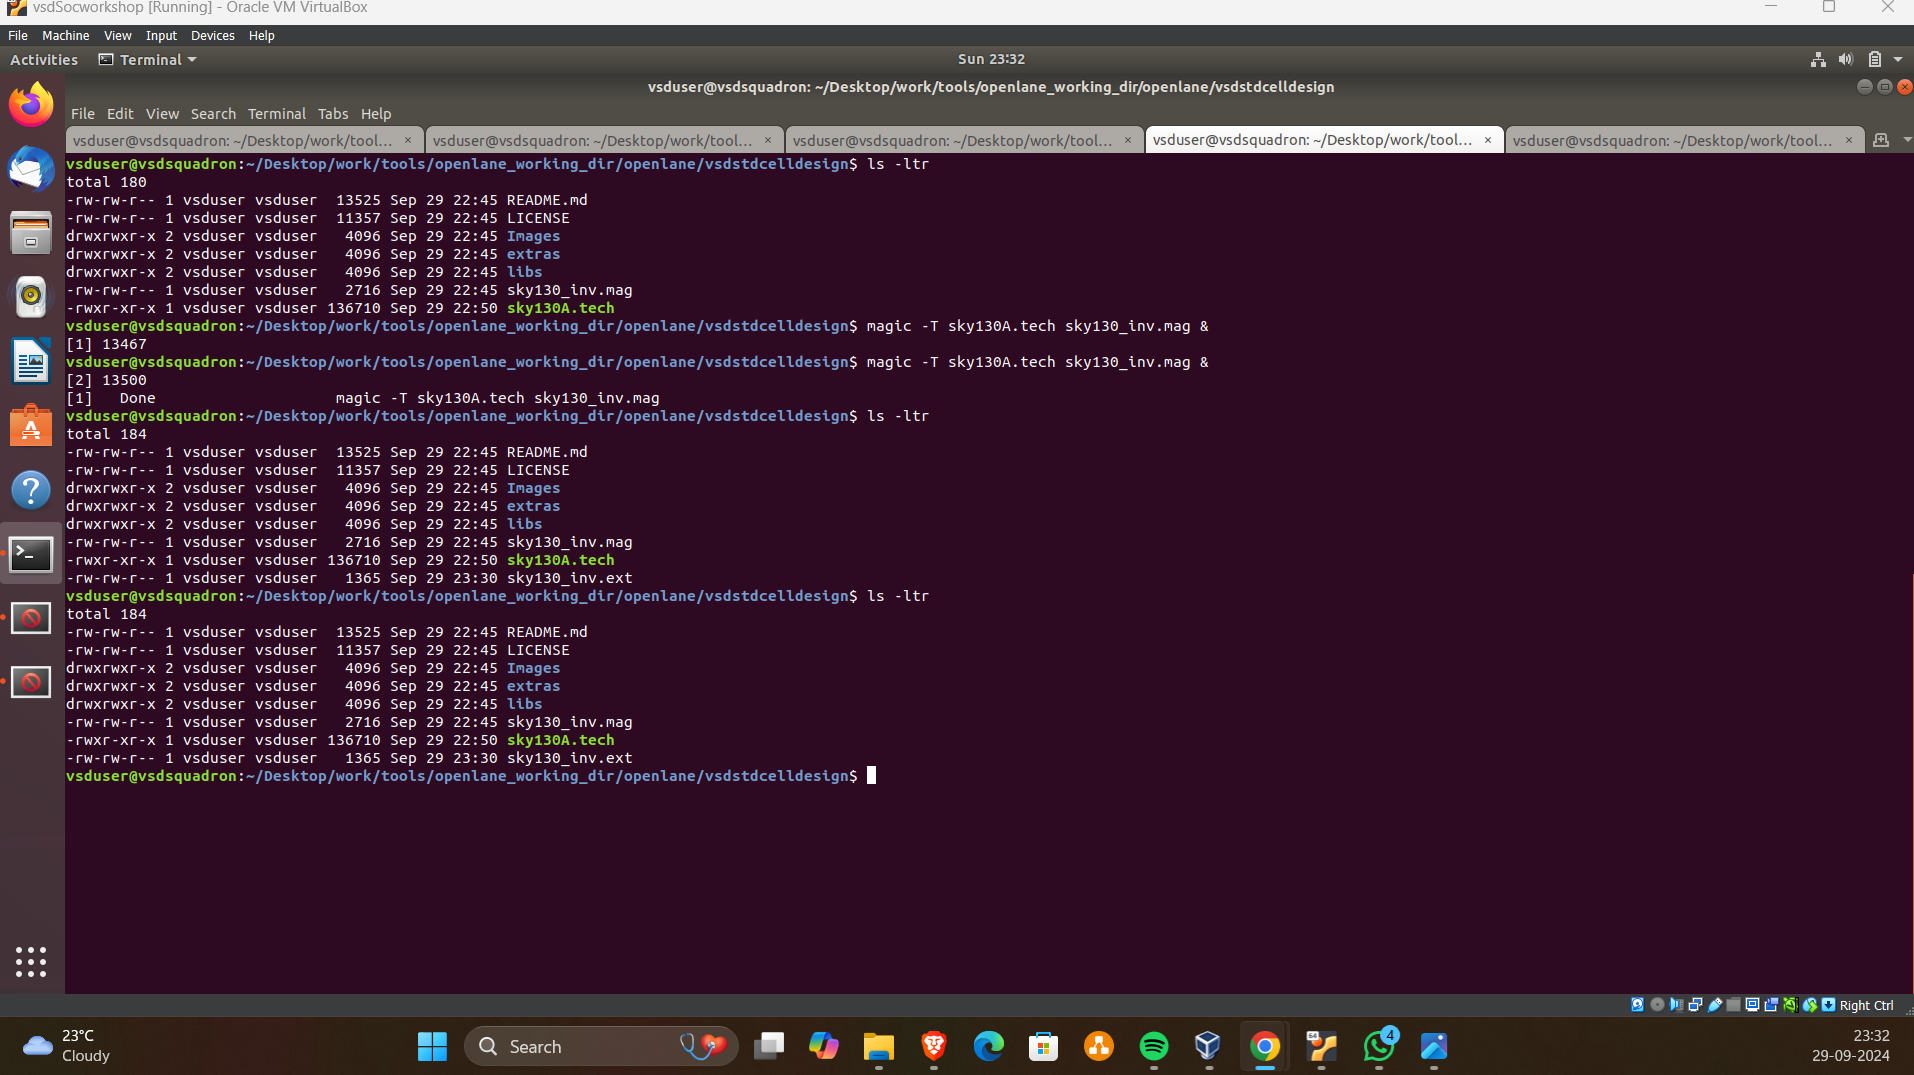 vsdSocworkshop [Running] - Oracle VM VirtualBox
File Machine View Input Devices Help
Activities Terminal Sun 23:32
vsduser@vsdsquadron: ~/Desktop/work/tools/openlane_working_dir/openlane/vsdstdcelldesign
File Edit View Search Terminal Tabs Help
vsduser@vsdsquadron: ~/Desktop/work/tool... × vsduser@vsdsquadron: ~/Desktop/work/tool... × vsduser@vsdsquadron: ~/Desktop/work/tool... × vsduser@vsdsquadron: ~/Desktop/work/tool... × vsduser@vsdsquadron: ~/Desktop/work/tool... ×
vsduser@vsdsquadron:~/Desktop/work/tools/openlane_working_dir/openlane/vsdstdcelldesign$ ls -ltr
total 180
-rw-rw-r-- 1 vsduser vsduser  13525 Sep 29 22:45 README.md
-rw-rw-r-- 1 vsduser vsduser  11357 Sep 29 22:45 LICENSE
drwxrwxr-x 2 vsduser vsduser   4096 Sep 29 22:45 Images
drwxrwxr-x 2 vsduser vsduser   4096 Sep 29 22:45 extras
drwxrwxr-x 2 vsduser vsduser   4096 Sep 29 22:45 libs
-rw-rw-r-- 1 vsduser vsduser   2716 Sep 29 22:45 sky130_inv.mag
-rwxr-xr-x 1 vsduser vsduser 136710 Sep 29 22:50 sky130A.tech
vsduser@vsdsquadron:~/Desktop/work/tools/openlane_working_dir/openlane/vsdstdcelldesign$ magic -T sky130A.tech sky130_inv.mag &
[1] 13467
vsduser@vsdsquadron:~/Desktop/work/tools/openlane_working_dir/openlane/vsdstdcelldesign$ magic -T sky130A.tech sky130_inv.mag &
[2] 13500
[1]   Done                    magic -T sky130A.tech sky130_inv.mag
vsduser@vsdsquadron:~/Desktop/work/tools/openlane_working_dir/openlane/vsdstdcelldesign$ ls -ltr
total 184
-rw-rw-r-- 1 vsduser vsduser  13525 Sep 29 22:45 README.md
-rw-rw-r-- 1 vsduser vsduser  11357 Sep 29 22:45 LICENSE
drwxrwxr-x 2 vsduser vsduser   4096 Sep 29 22:45 Images
drwxrwxr-x 2 vsduser vsduser   4096 Sep 29 22:45 extras
drwxrwxr-x 2 vsduser vsduser   4096 Sep 29 22:45 libs
-rw-rw-r-- 1 vsduser vsduser   2716 Sep 29 22:45 sky130_inv.mag
-rwxr-xr-x 1 vsduser vsduser 136710 Sep 29 22:50 sky130A.tech
-rw-rw-r-- 1 vsduser vsduser   1365 Sep 29 23:30 sky130_inv.ext
vsduser@vsdsquadron:~/Desktop/work/tools/openlane_working_dir/openlane/vsdstdcelldesign$ ls -ltr
total 184
-rw-rw-r-- 1 vsduser vsduser  13525 Sep 29 22:45 README.md
-rw-rw-r-- 1 vsduser vsduser  11357 Sep 29 22:45 LICENSE
drwxrwxr-x 2 vsduser vsduser   4096 Sep 29 22:45 Images
drwxrwxr-x 2 vsduser vsduser   4096 Sep 29 22:45 extras
drwxrwxr-x 2 vsduser vsduser   4096 Sep 29 22:45 libs
-rw-rw-r-- 1 vsduser vsduser   2716 Sep 29 22:45 sky130_inv.mag
-rwxr-xr-x 1 vsduser vsduser 136710 Sep 29 22:50 sky130A.tech
-rw-rw-r-- 1 vsduser vsduser   1365 Sep 29 23:30 sky130_inv.ext
vsduser@vsdsquadron:~/Desktop/work/tools/openlane_working_dir/openlane/vsdstdcelldesign$
Right Ctrl
23°C
Cloudy
Search
64
4
23:32
29-09-2024